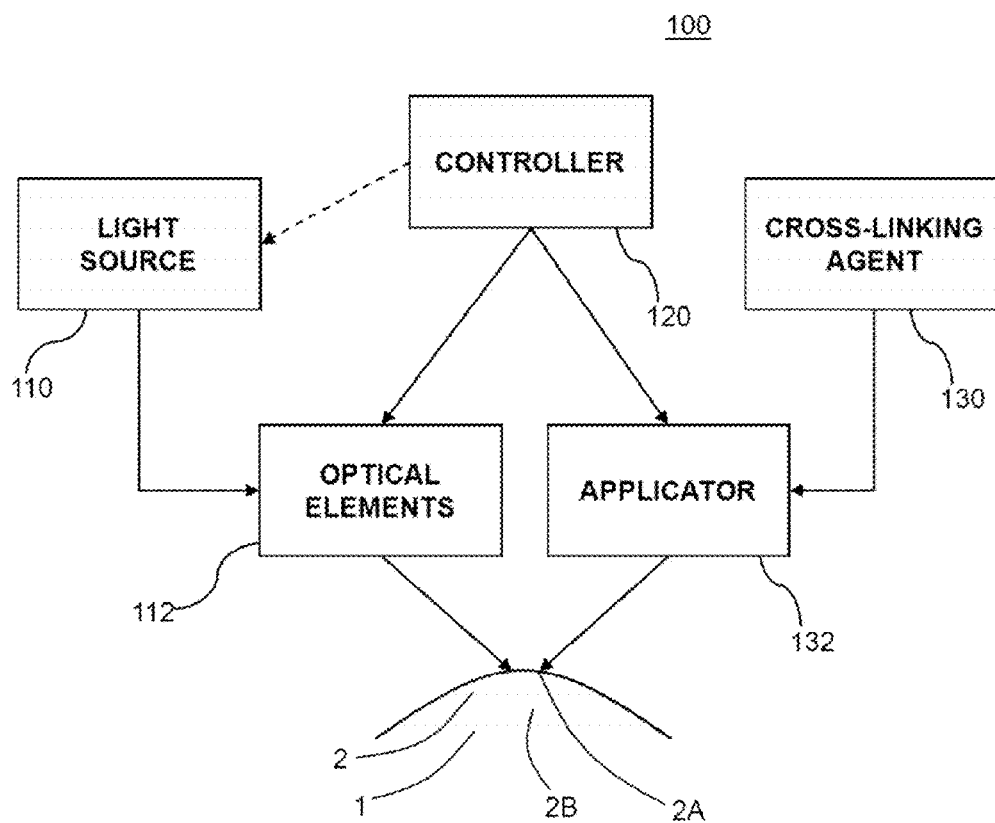 100
CONTROLLER
LIGHT
SOURCE
CROSS-LINKING
AGENT
120
110
130
OPTICAL
ELEMENTS
APPLICATOR
112
132
2
1
2B
2A